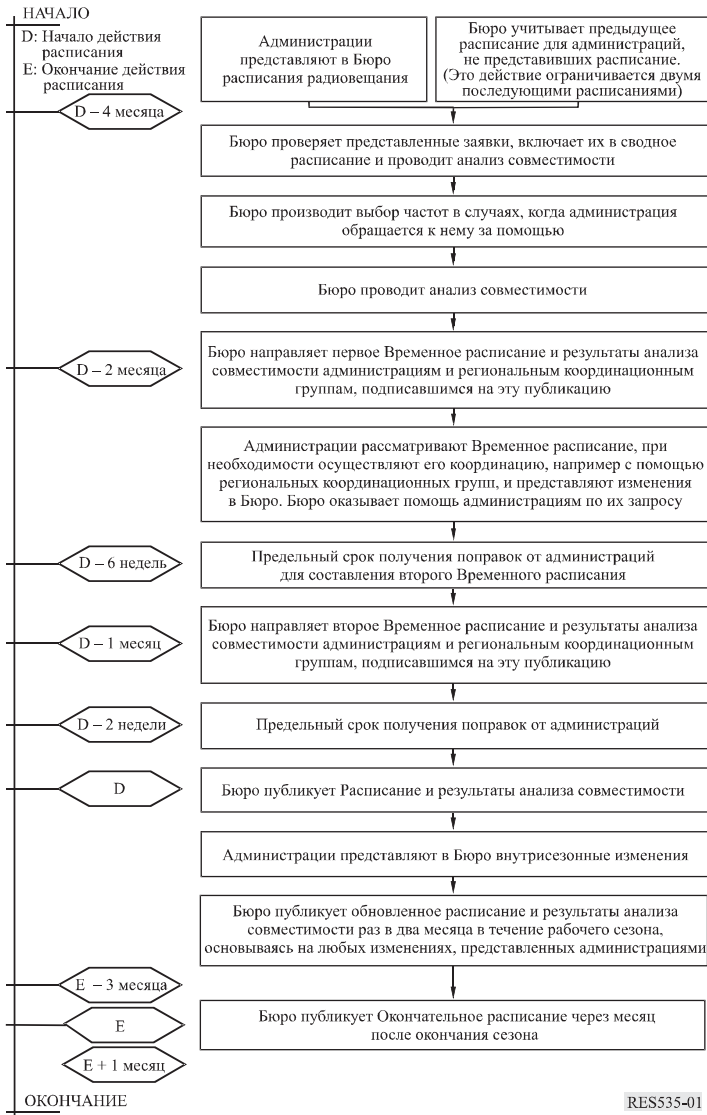 НАЧАЛО
D: Начало действия
расписания
E: Окончание действия
расписания
Администрации
представляют в Бюро
расписания радиовещания
Бюро учитывает предыдущее
расписание для администраций,
не представивших расписание.
(Это действие ограничивается двумя
последующими расписаниями)
D – 4 месяца
Бюро проверяет представленные заявки, включает их в сводное
расписание и проводит анализ совместимости
Бюро производит выбор частот в случаях, когда администрация
обращается к нему за помощью
Бюро проводит анализ совместимости
D – 2 месяца
Бюро направляет первое Временное расписание и результаты анализа
совместимости администрациям и региональным координационным
группам, подписавшимся на эту публикацию
Администрации рассматривают Временное расписание, при
необходимости осуществляют его координацию, например с помощью
региональных координационных групп, и представляют изменения
в Бюро. Бюро оказывает помощь администрациям по их запросу
D – 6 недель
Предельный срок получения поправок от администраций
для составления второго Временного расписания
D – 1 месяц
Бюро направляет второе Временное расписание и результаты анализа
совместимости администрациям и региональным координационным
группам, подписавшимся на эту публикацию
D – 2 недели
Предельный срок получения поправок от администраций
D
Бюро публикует Расписание и результаты анализа совместимости
Администрации представляют в Бюро внутрисезонные изменения
Бюро публикует обновленное расписание и результаты анализа
совместимости раз в два месяца в течение рабочего сезона,
основываясь на любых изменениях, представленных администрациями
E – 3 месяца
E
Бюро публикует Окончательное расписание через месяц
после окончания сезона
E + 1 месяц
ОКОНЧАНИЕ
RES535-01